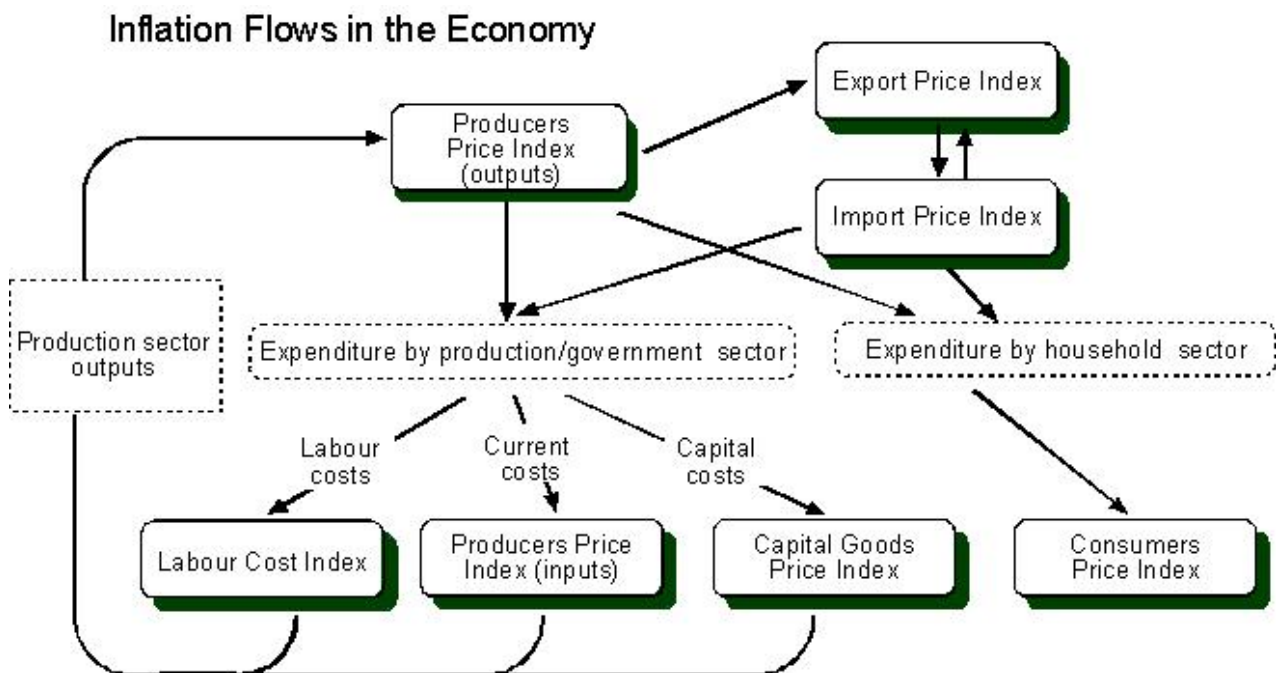 Inflation Flows in the Economy
Export Price Index
Producers
Price Index
(outputs)
Import Price Index
Production sector
outputs
Expenditure by production/government sector
Expenditure by household sector
Labour
costs
Current
costs
Capital
costs
Labour Cost Index
Producers Price
Index (inputs)
Capital Goods
Price Index
Consumers
Price Index